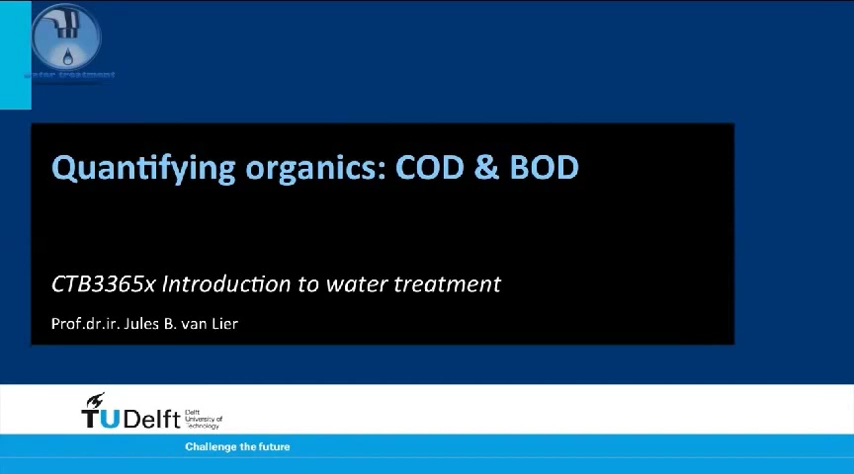 water treatment
Quantifying organics: COD & BOD
CTB3365x Introduction to water treatment
Prof.dr.ir. Jules B. van Lier
TUDelft
Delft
University of
Technology
Challenge the future